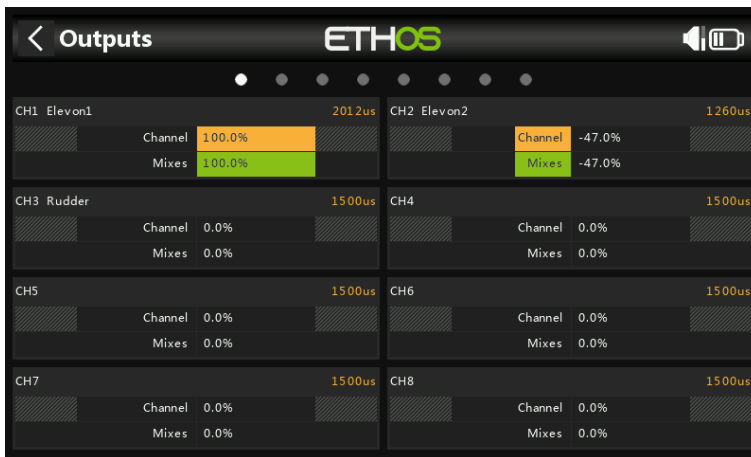 Outputs
ETHOS
CH1 Elevon1 2012us
Channel 100.0%
Mixes 100.0%
CH2 Elevon2 1260us
Channel -47.0%
Mixes -47.0%
CH3 Rudder 1500us
Channel 0.0%
Mixes 0.0%
CH4 1500us
Channel 0.0%
Mixes 0.0%
CH5 1500us
Channel 0.0%
Mixes 0.0%
CH6 1500us
Channel 0.0%
Mixes 0.0%
CH7 1500us
Channel 0.0%
Mixes 0.0%
CH8 1500us
Channel 0.0%
Mixes 0.0%